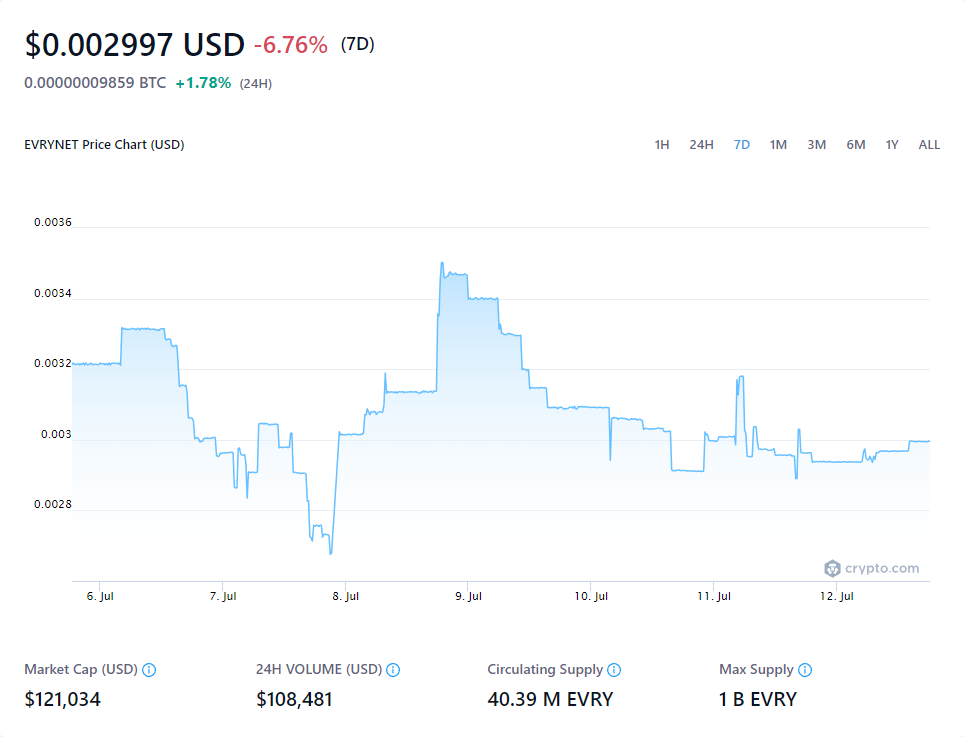 $0.002997 USD -6.76% (7D)
0.00000009859 BTC +1.78% (24H)
EVRYNET Price Chart (USD) 1H 24H 7D 1M 3M 6M 1Y ALL
0.0036
0.0034
0.0032
0.003
0.0028
crypto.com
6. Jul 7. Jul 8. Jul 9. Jul 10. Jul 11. Jul 12. Jul
Market Cap (USD) 24H VOLUME (USD) Circulating Supply Max Supply
$121,034 $108,481 40.39 M EVRY 1 B EVRY